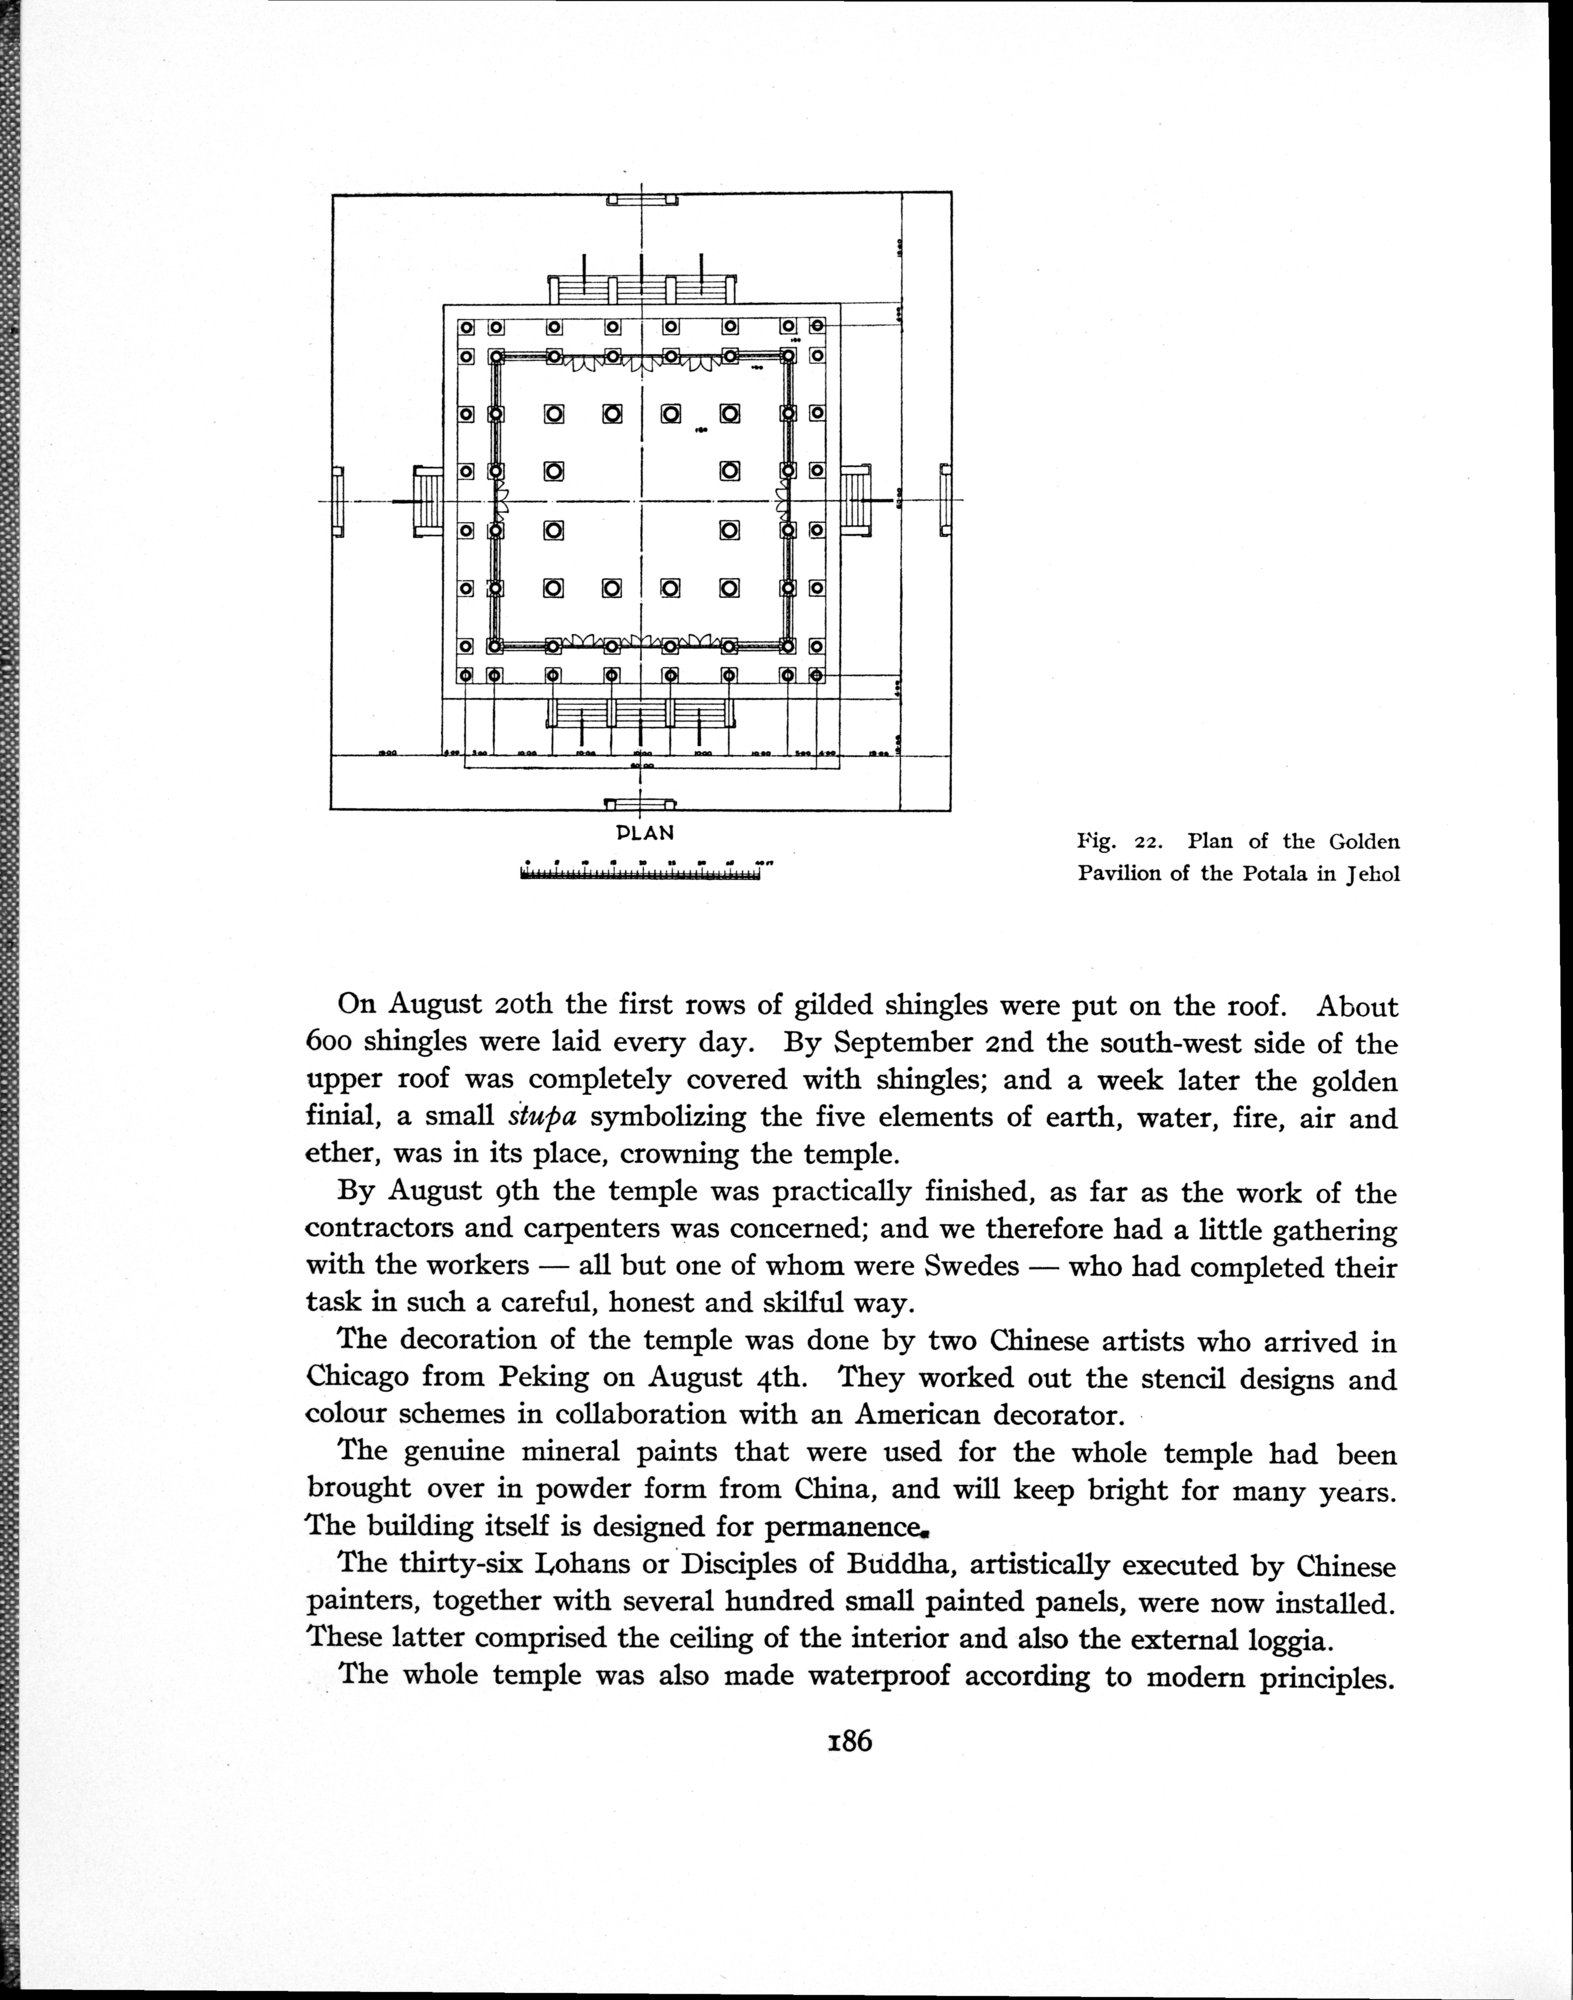 PLAN
Fig. 22. Plan of the Golden
Pavilion of the Potala in Jehol
On August 20th the first rows of gilded shingles were put on the roof. About
600 shingles were laid every day. By September 2nd the south-west side of the
upper roof was completely covered with shingles; and a week later the golden
finial, a small stupa symbolizing the five elements of earth, water, fire, air and
ether, was in its place, crowning the temple.
By August 9th the temple was practically finished, as far as the work of the
contractors and carpenters was concerned; and we therefore had a little gathering
with the workers — all but one of whom were Swedes — who had completed their
task in such a careful, honest and skilful way.
The decoration of the temple was done by two Chinese artists who arrived in
Chicago from Peking on August 4th. They worked out the stencil designs and
colour schemes in collaboration with an American decorator.
The genuine mineral paints that were used for the whole temple had been
brought over in powder form from China, and will keep bright for many years.
The building itself is designed for permanence.
The thirty-six Lohans or Disciples of Buddha, artistically executed by Chinese
painters, together with several hundred small painted panels, were now installed.
These latter comprised the ceiling of the interior and also the external loggia.
The whole temple was also made waterproof according to modern principles.
186